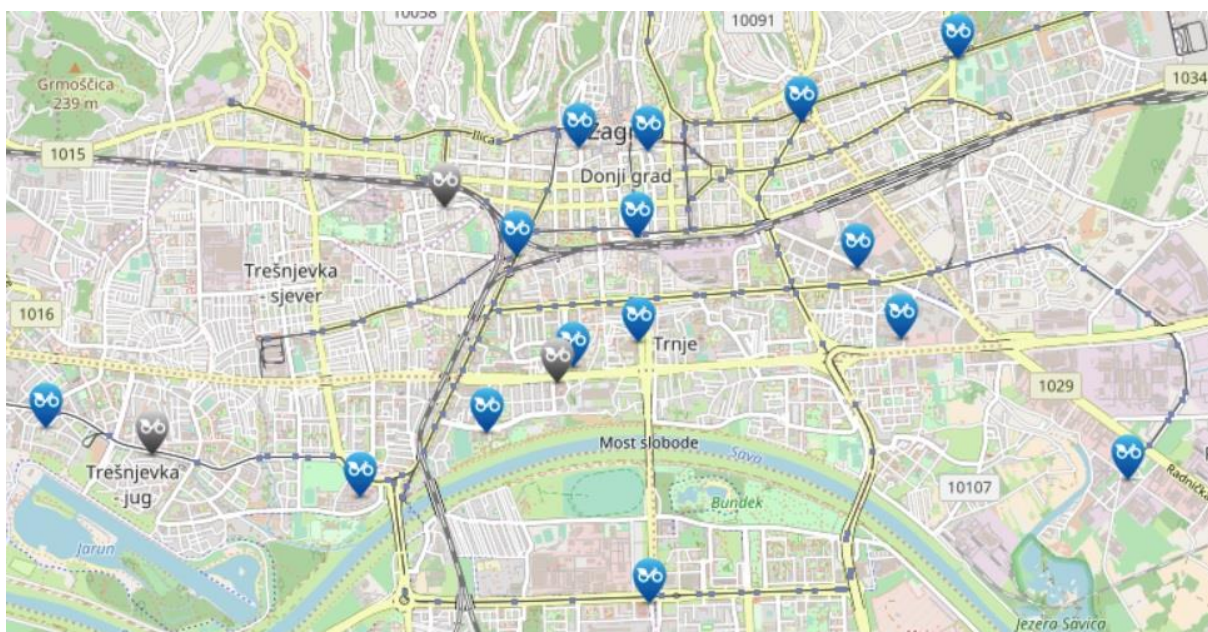 10058
10091
Grmoščica
239 m
1034
Ilica
Zag
1015
Donji grad
Trešnjevka
- sjever
1016
Trnje
1029
Most slobode
Sava
Trešnjevka
- jug
Radnička
10107
Bundek
Jarun
Jezera Savica